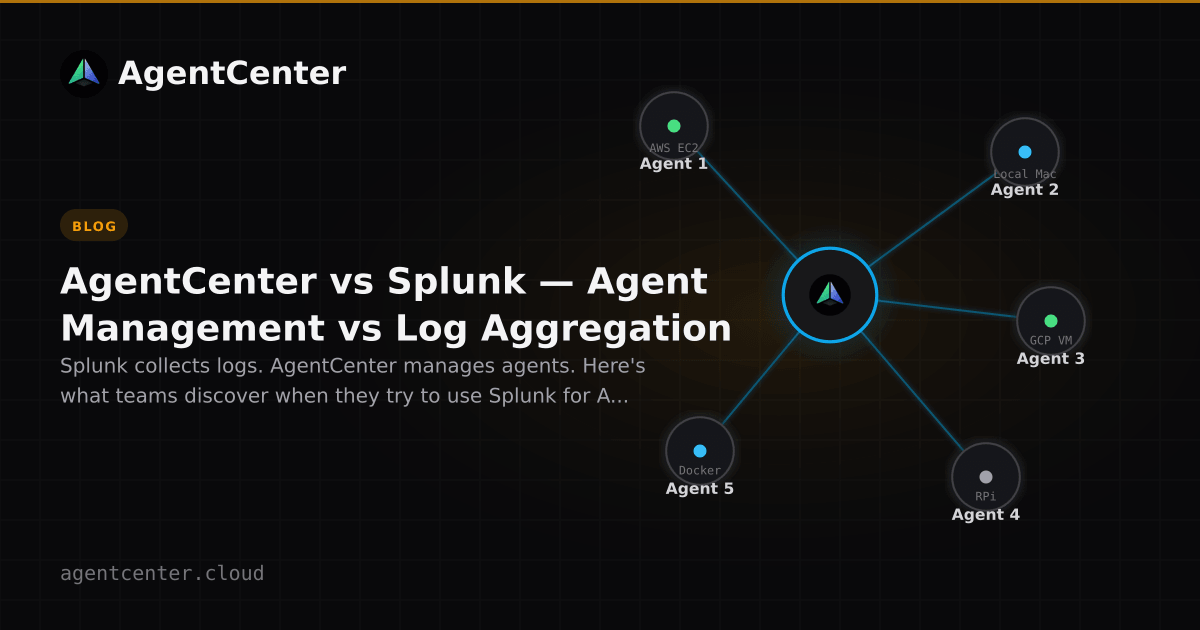 AgentCenter
BLOG
AgentCenter vs Splunk — Agent
Management vs Log Aggregation
Splunk collects logs. AgentCenter manages agents. Here's
what teams discover when they try to use Splunk for A...
agentcenter.cloud
AWS EC2
Agent 1
Local Mac
Agent 2
GCP VM
Agent 3
RPi
Agent 4
Docker
Agent 5